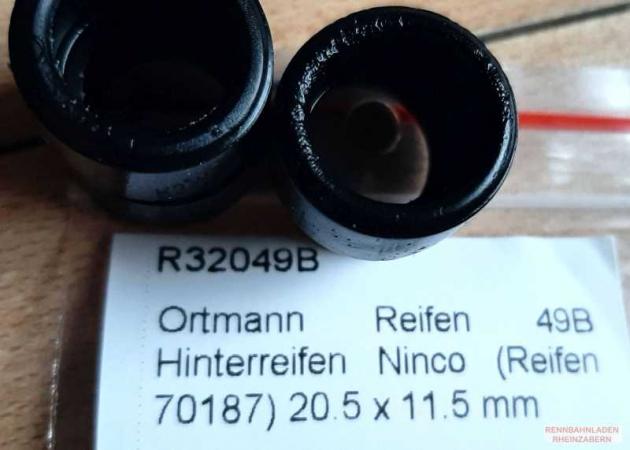 R32049B
Ortmann Reifen 49B
Hinterreifen Ninco (Reifen
70187) 20.5 x 11.5 mm
RENNBAHNLADEN
RHEINZABERN